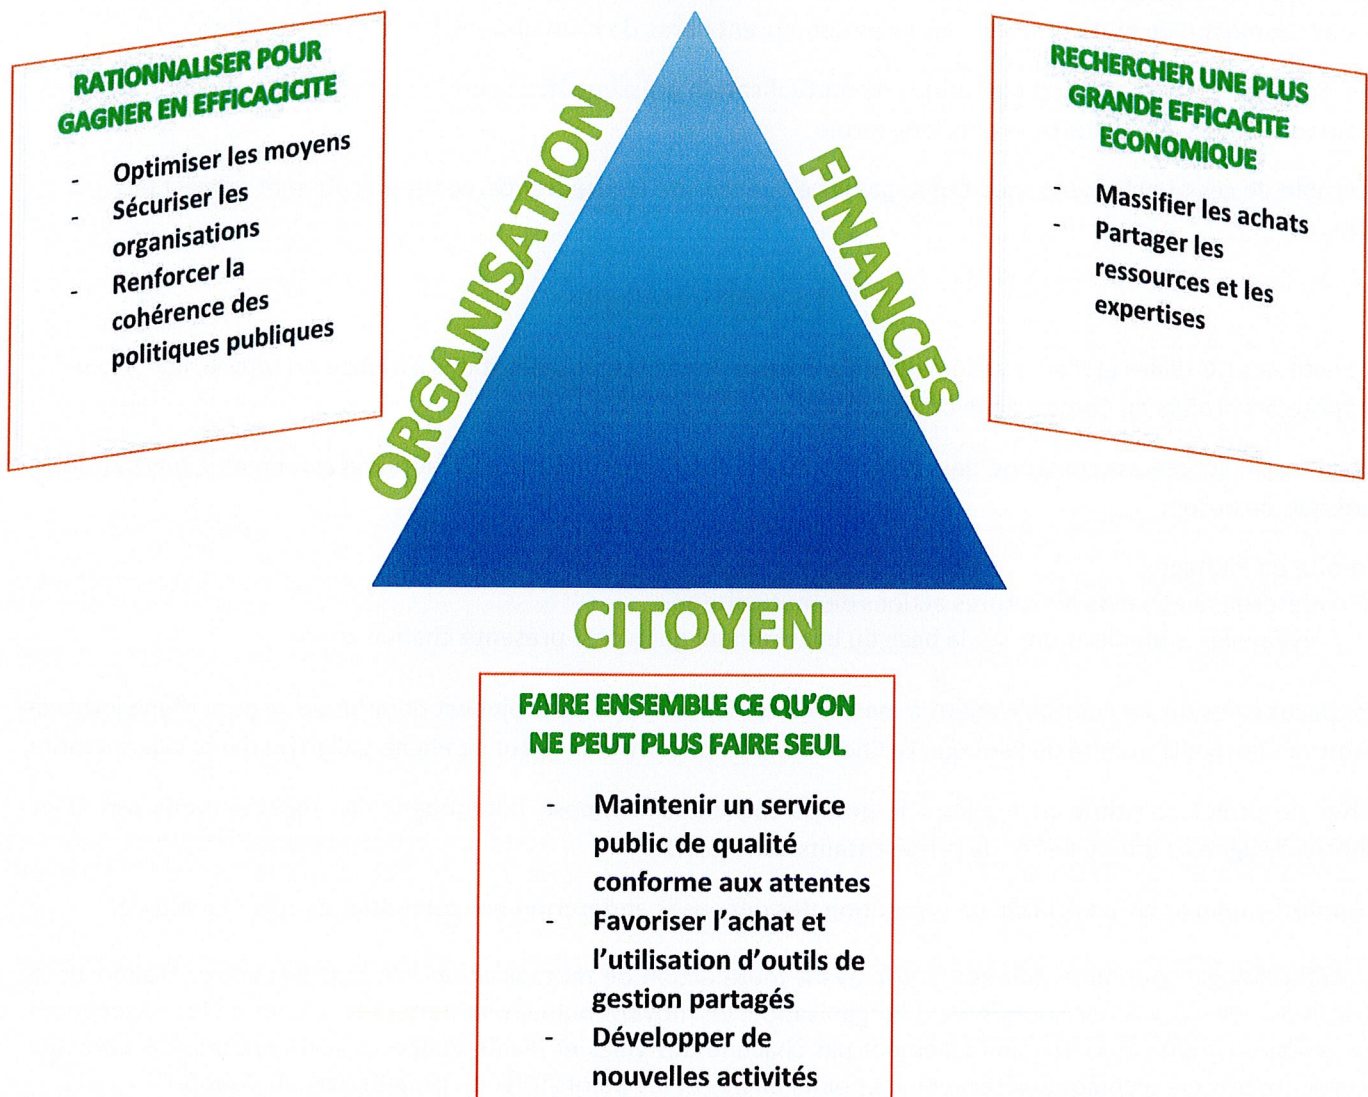 RATIONNALISER POUR
GAGNER EN EFFICACICITE
- Optimiser les moyens
- Sécuriser les
organisations
- Renforcer la
cohérence des
politiques publiques
ORGANISATION
FINANCES
RECHERCHER UNE PLUS
GRANDE EFFICACITE
ECONOMIQUE
- Massifier les achats
- Partager les
ressources et les
expertises
CITOYEN
FAIRE ENSEMBLE CE QU'ON
NE PEUT PLUS FAIRE SEUL
- Maintenir un service
public de qualité
conforme aux attentes
- Favoriser l'achat et
l'utilisation d'outils de
gestion partagés
- Développer de
nouvelles activités